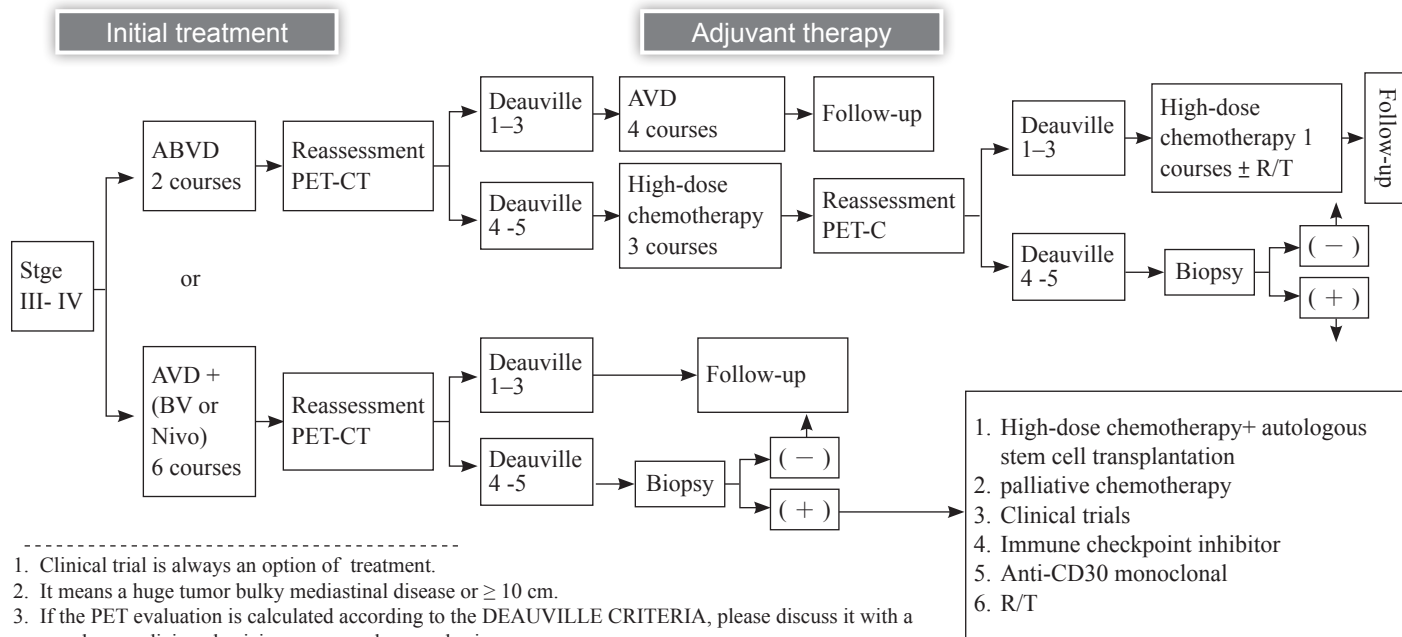 Initial treatment
Adjuvant therapy
Stge
III- IV
or
ABVD
2 courses
Reassessment
PET-CT
Deauville
1–3
AVD
4 courses
Follow-up
Deauville
4 -5
High-dose
chemotherapy
3 courses
Reassessment
PET-C
Deauville
1–3
High-dose
chemotherapy 1
courses ± R/T
Follow-up
Deauville
4 -5
Biopsy
( − )
( + )
AVD +
(BV or
Nivo)
6 courses
Reassessment
PET-CT
Deauville
1–3
Follow-up
Deauville
4 -5
Biopsy
( − )
( + )
1. High-dose chemotherapy+ autologous
stem cell transplantation
2. palliative chemotherapy
3. Clinical trials
4. Immune checkpoint inhibitor
5. Anti-CD30 monoclonal
6. R/T
1. Clinical trial is always an option of treatment.
2. It means a huge tumor bulky mediastinal disease or ≥ 10 cm.
3. If the PET evaluation is calculated according to the DEAUVILLE CRITERIA, please discuss it with a